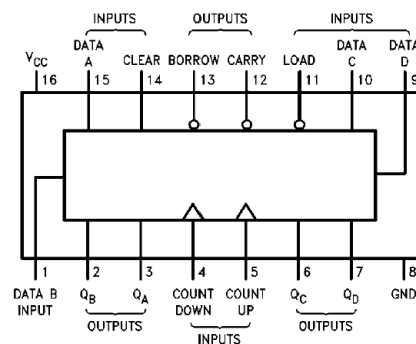 INPUTS OUTPUTS INPUTS
DATA DATA DATA
VCC A CLEAR BORROW CARRY LOAD C D
16 15 14 13 12 11 10 9
1 2 3 4 5 6 7 8
DATA B QB QA COUNT COUNT QC QD GND
INPUT DOWN UP
OUTPUTS OUTPUTS
INPUTS